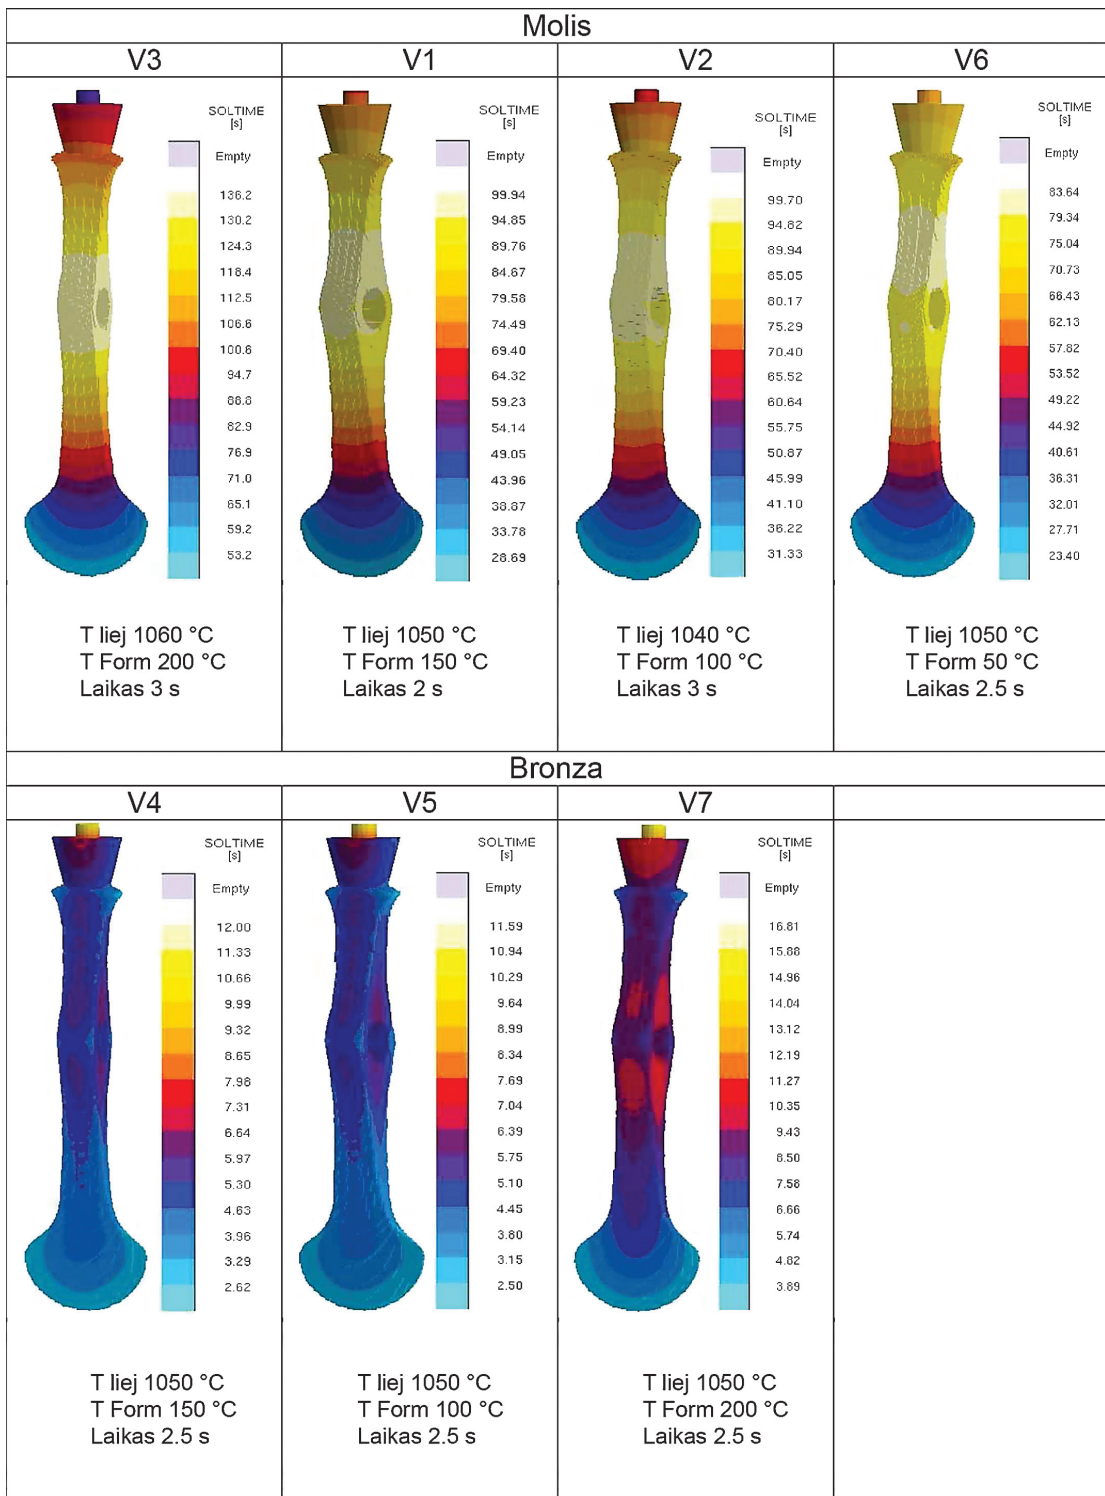 Molis
V3
V1
V2
V6
SOLTIME
[s]
Empty
136.2
130.2
124.3
118.4
112.5
106.6
100.6
94.7
88.8
82.9
76.9
71.0
65.1
59.2
53.2
SOLTIME
[s]
Empty
99.94
94.85
89.76
84.67
79.58
74.49
69.40
64.32
59.23
54.14
49.05
43.96
38.87
33.78
28.69
SOLTIME
[s]
Empty
99.70
94.82
89.94
85.05
80.17
75.29
70.40
65.52
60.64
55.75
50.87
45.99
41.10
36.22
31.33
SOLTIME
[s]
Empty
83.64
79.34
75.04
70.73
66.43
62.13
57.82
53.52
49.22
44.92
40.61
36.31
32.01
27.71
23.40
T liej 1060 °C
T Form 200 °C
Laikas 3 s
T liej 1050 °C
T Form 150 °C
Laikas 2 s
T liej 1040 °C
T Form 100 °C
Laikas 3 s
T liej 1050 °C
T Form 50 °C
Laikas 2.5 s
Bronza
V4
V5
V7
SOLTIME
[s]
Empty
12.00
11.33
10.66
9.99
9.32
8.65
7.98
7.31
6.64
5.97
5.30
4.63
3.96
3.29
2.62
SOLTIME
[s]
Empty
11.59
10.94
10.29
9.64
8.99
8.34
7.69
7.04
6.39
5.75
5.10
4.45
3.80
3.15
2.50
SOLTIME
[s]
Empty
16.81
15.88
14.96
14.04
13.12
12.19
11.27
10.35
9.43
8.50
7.58
6.66
5.74
4.82
3.89
T liej 1050 °C
T Form 150 °C
Laikas 2.5 s
T liej 1050 °C
T Form 100 °C
Laikas 2.5 s
T liej 1050 °C
T Form 200 °C
Laikas 2.5 s